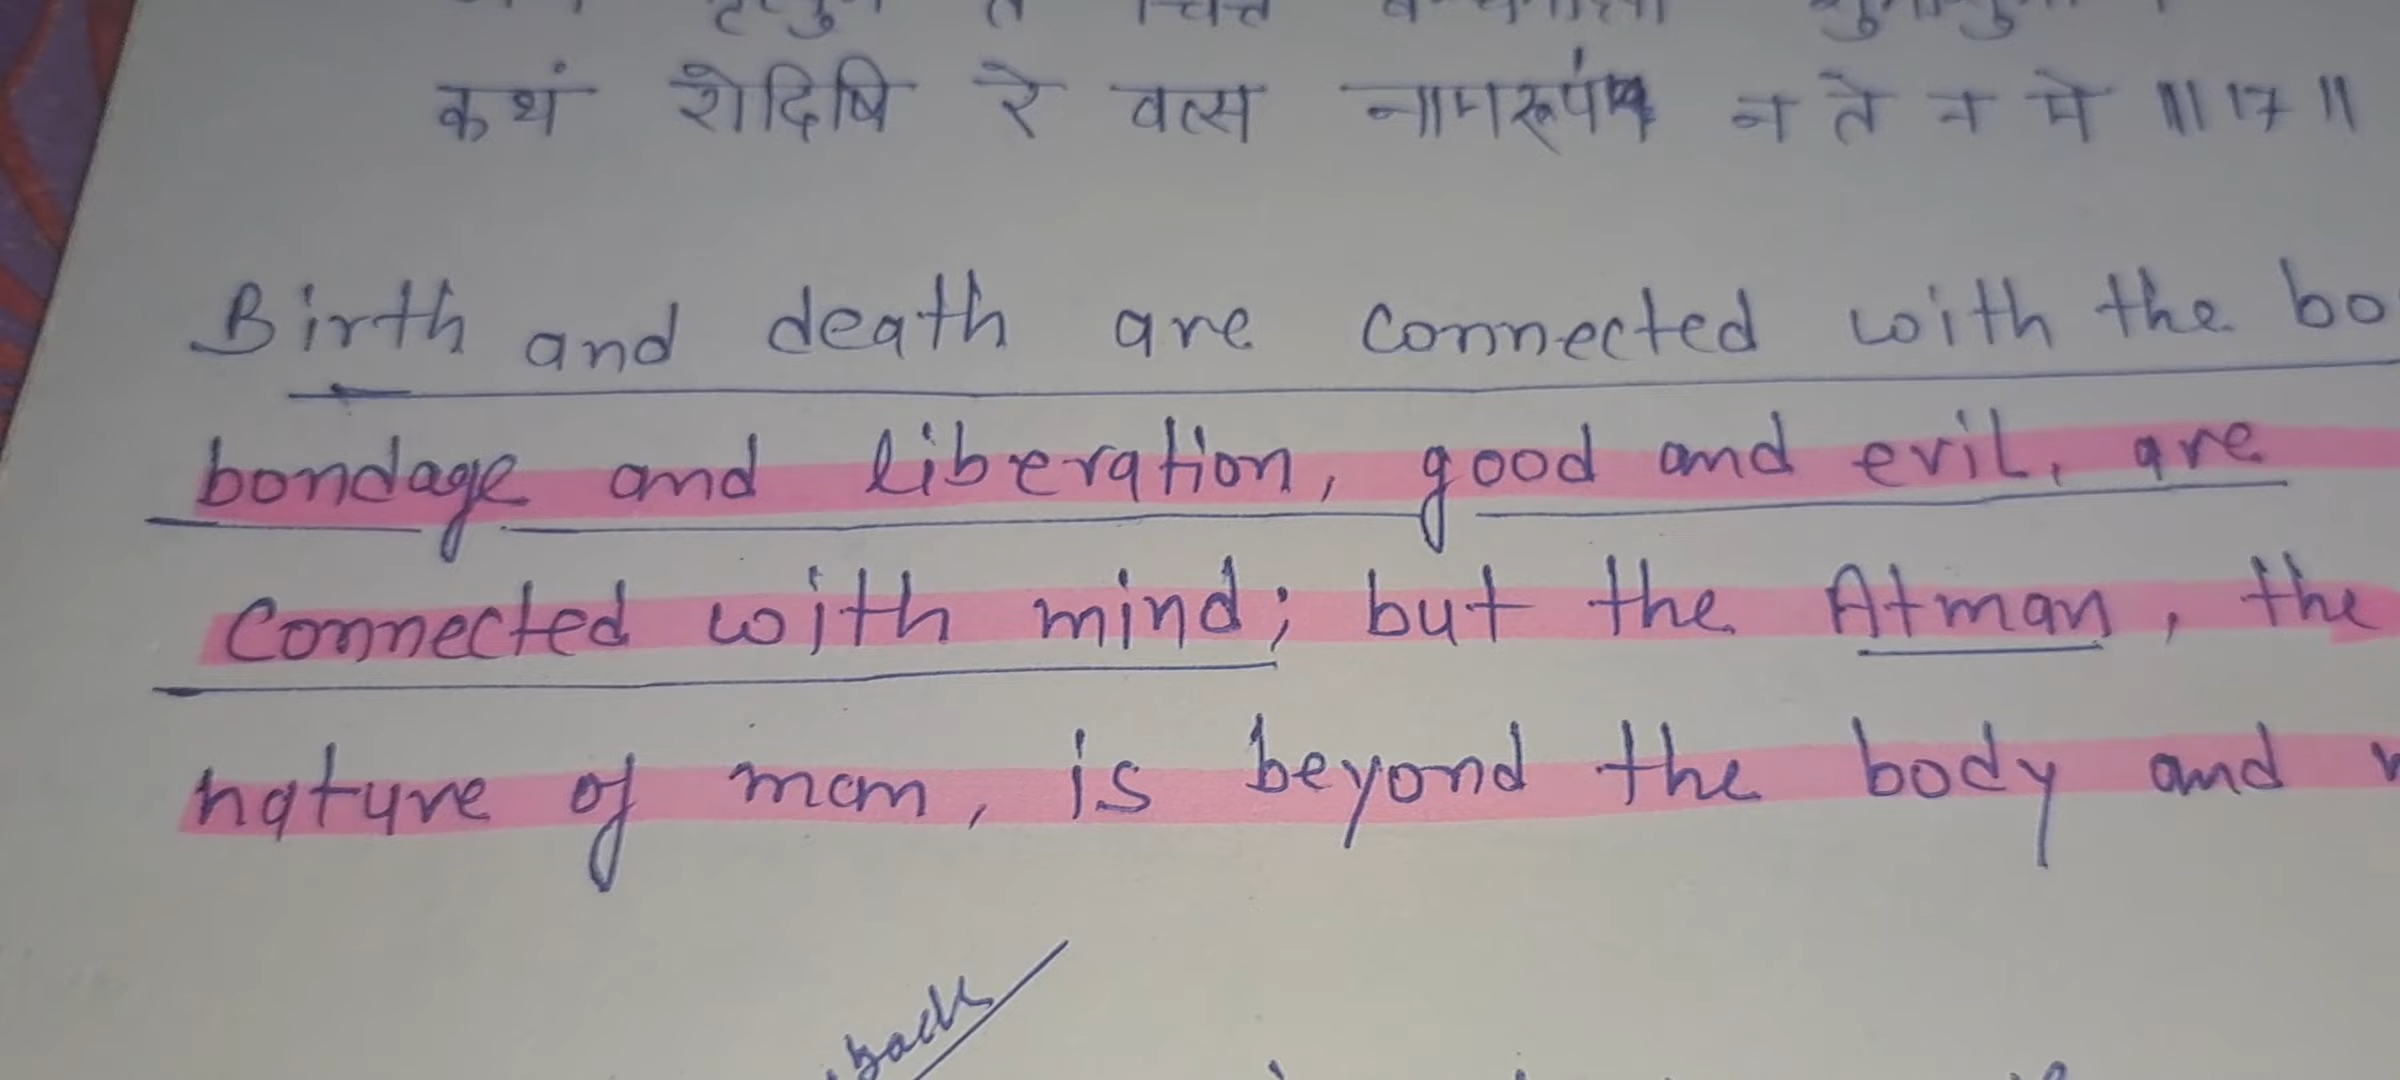 कथं रोदिषि रे वत्स नामरूपं न ते न मे ॥।17॥
Birth and death are connected with the bo
bondage and liberation, good and evil, are
connected with mind; but the Atman, the
nature of man, is beyond the body and
back